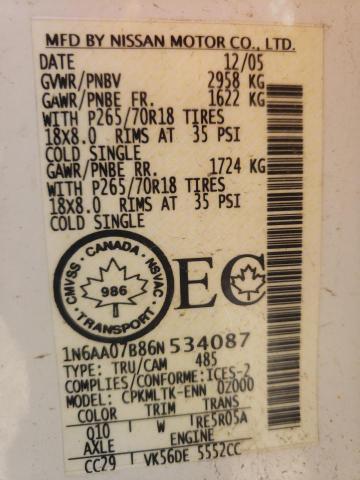 MFD BY NISSAN MOTOR CO., LTD.
DATE 12/05
GVWR/PNBV 2958 KG
GAWR/PNBE FR. 1622 KG
WITH P265/70R18 TIRES
18X8.0 RIMS AT 35 PSI
COLD SINGLE
GAWR/PNBE RR. 1724 KG
WITH P265/70R18 TIRES
18X8.0 RIMS AT 35 PSI
COLD SINGLE
CMVSS · CANADA · NSVAC · TRANSPORT ·
986
EC
1N6AA07B86N534087
TYPE: TRU/CAM 485
COMPLIES/CONFORME:ICES-2
MODEL: CPKMLTK-ENN 0Z000
COLOR TRIM TRANS
Q10 W RE5R05A
AXLE ENGINE
CC29 VK56DE 5552CC